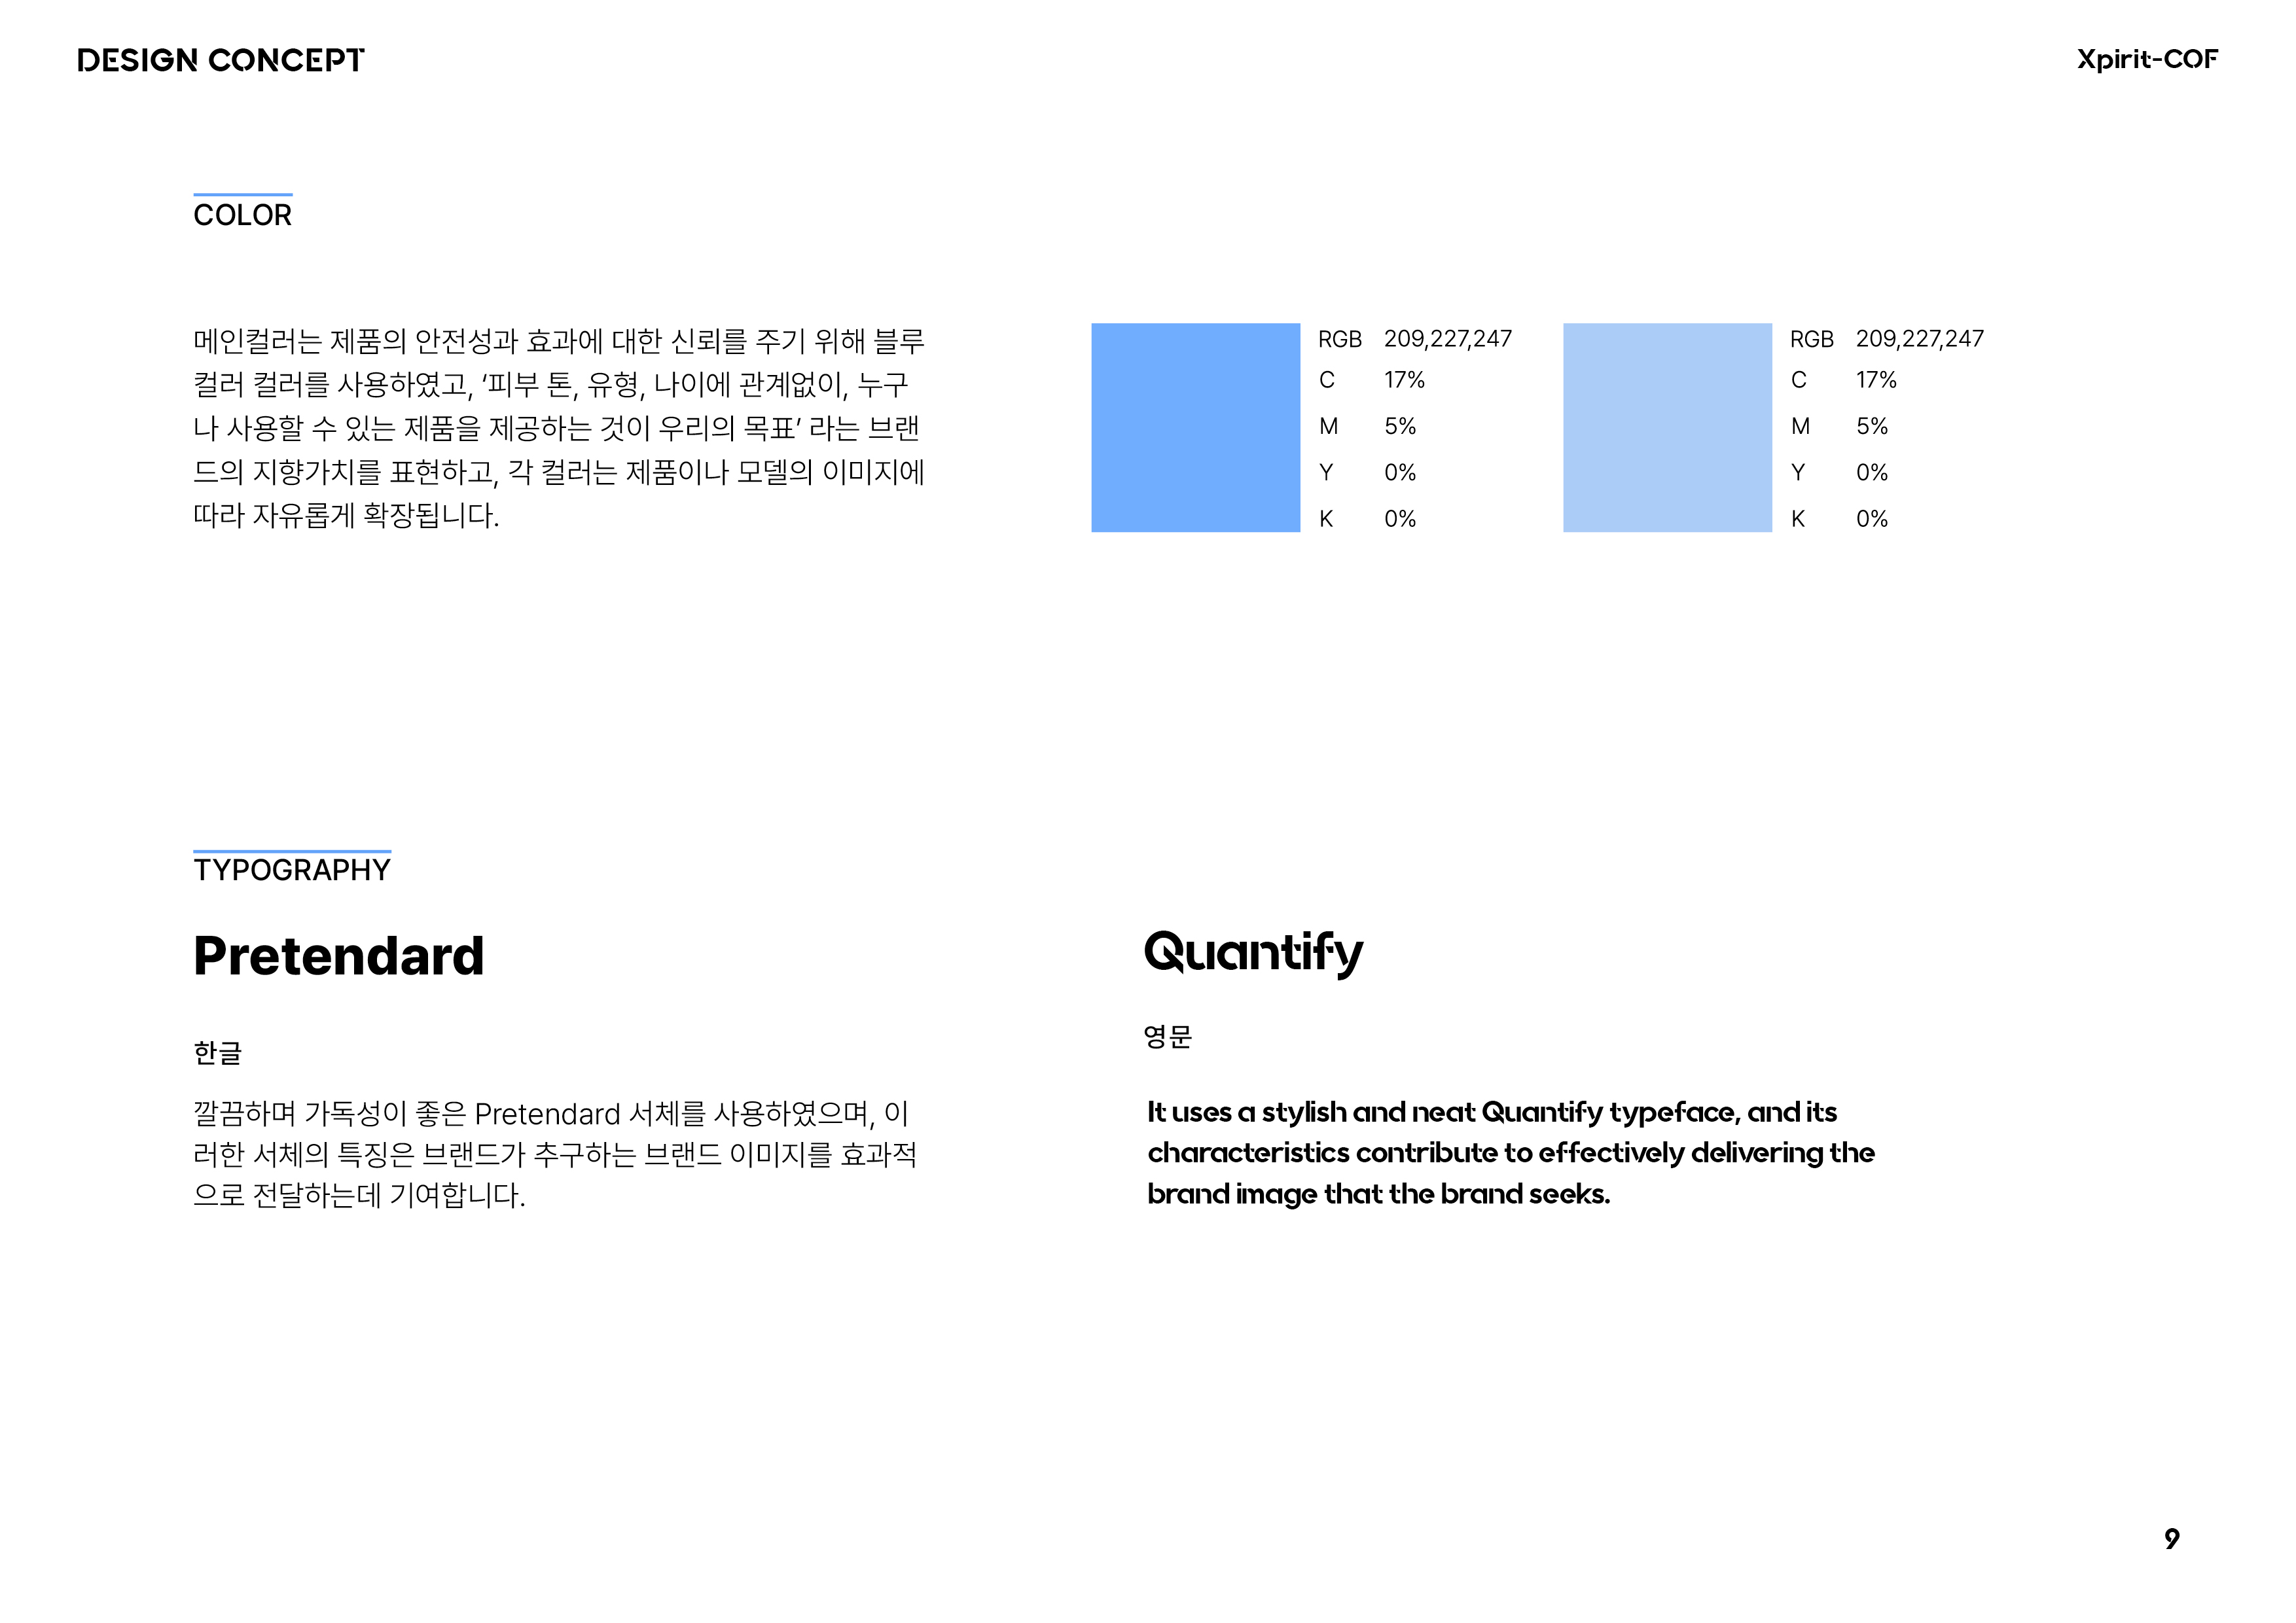 DESIGN CONCEPT
Xpirit-COF
COLOR
메인컬러는 제품의 안전성과 효과에 대한 신뢰를 주기 위해 블루
컬러 컬러를 사용하였고, ‘피부 톤, 유형, 나이에 관계없이, 누구
나 사용할 수 있는 제품을 제공하는 것이 우리의 목표’ 라는 브랜
드의 지향가치를 표현하고, 각 컬러는 제품이나 모델의 이미지에
따라 자유롭게 확장됩니다.
RGB 209,227,247
C 17%
M 5%
Y 0%
K 0%
RGB 209,227,247
C 17%
M 5%
Y 0%
K 0%
TYPOGRAPHY
Pretendard
한글
깔끔하며 가독성이 좋은 Pretendard 서체를 사용하였으며, 이
러한 서체의 특징은 브랜드가 추구하는 브랜드 이미지를 효과적
으로 전달하는데 기여합니다.
Quantify
영문
It uses a stylish and neat Quantify typeface, and its
characteristics contribute to effectively delivering the
brand image that the brand seeks.
9